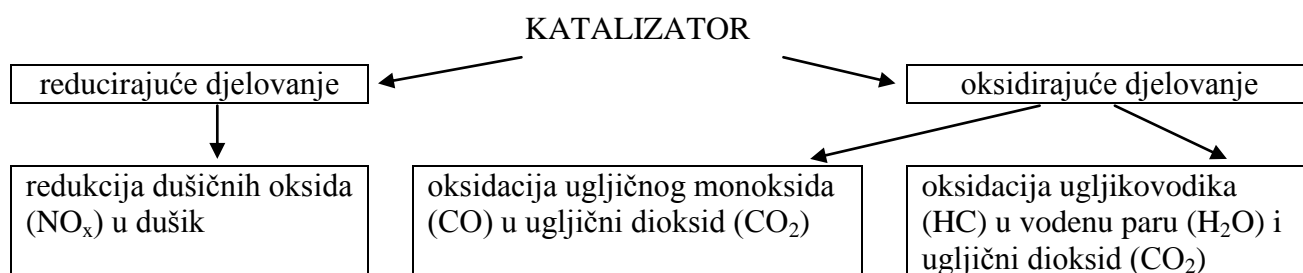 KATALIZATOR
reducirajuće djelovanje
oksidirajuće djelovanje
redukcija dušičnih oksida
(NOₓ) u dušik
oksidacija ugljičnog monoksida
(CO) u ugljični dioksid (CO₂)
oksidacija ugljikovodika
(HC) u vodenu paru (H₂O) i
ugljični dioksid (CO₂)